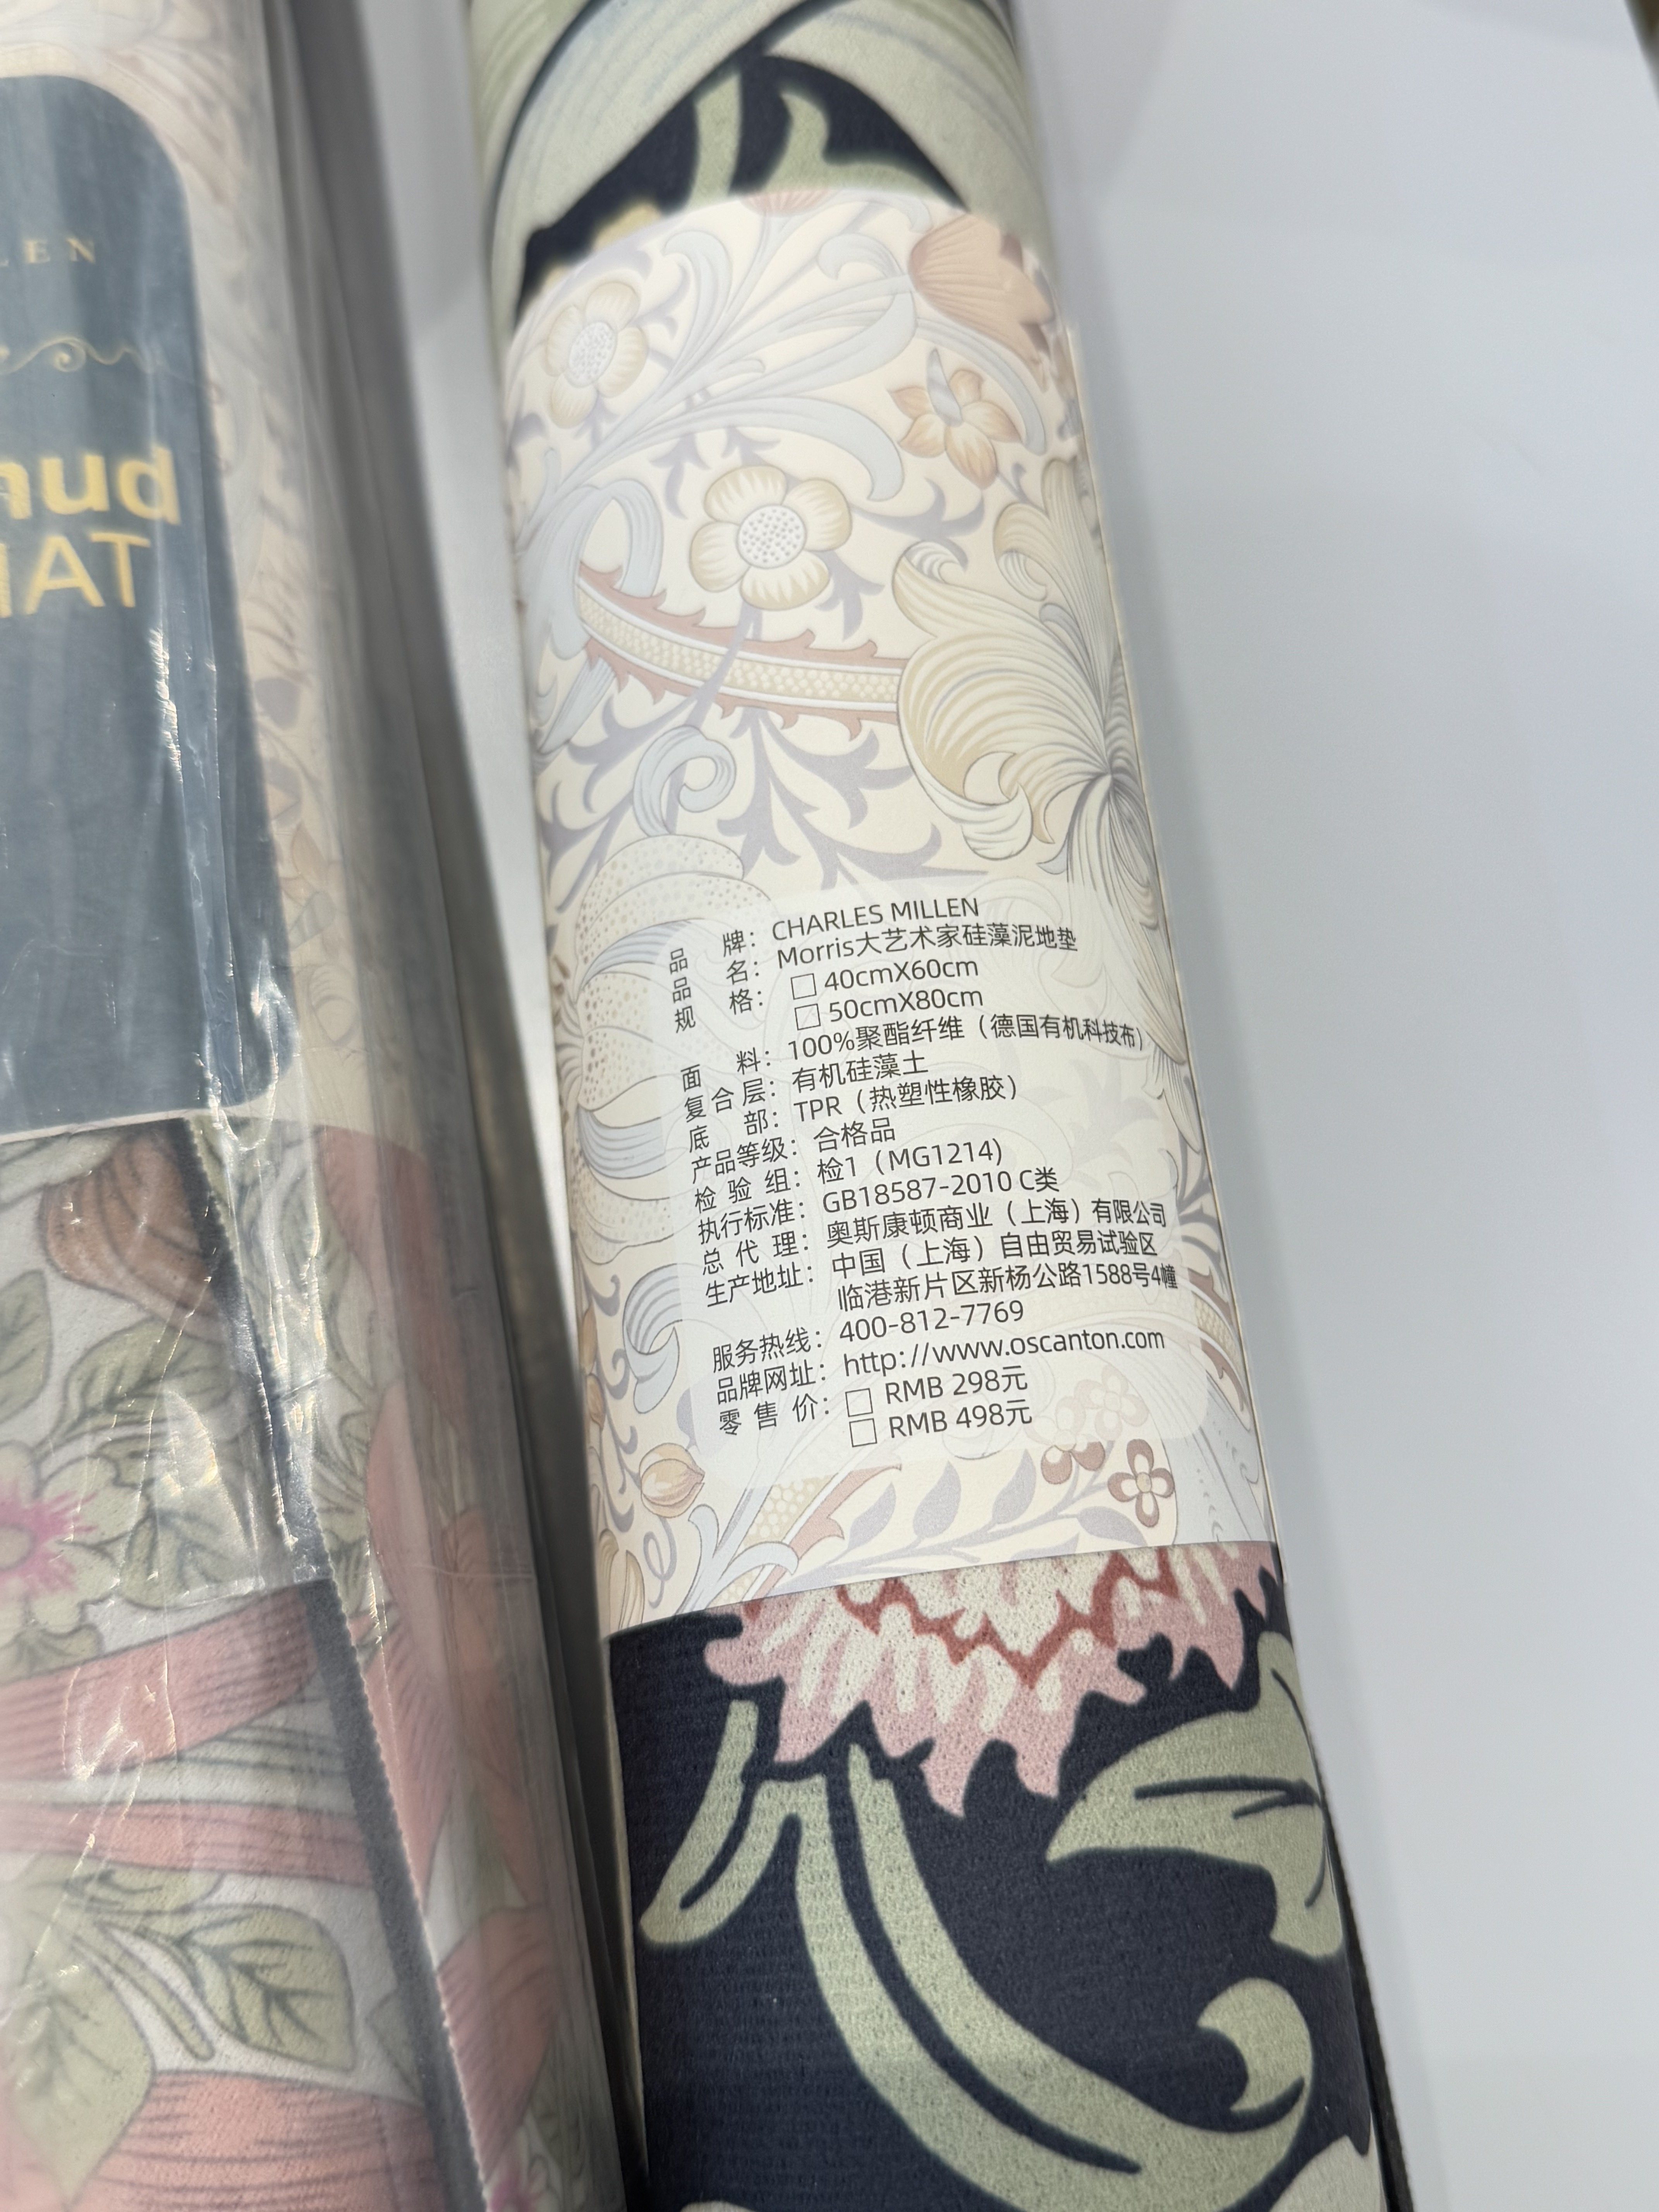 LEN
mud
MAT
品牌：CHARLES MILLEN
品名：Morris大艺术家硅藻泥地垫
规格：□ 40cmX60cm
□ 50cmX80cm
面料：100%聚酯纤维（德国有机科技布）
复合层：有机硅藻土
底部：TPR（热塑性橡胶）
产品等级：合格品
检验组：检1（MG1214）
执行标准：GB18587-2010 C类
总代理：奥斯康顿商业（上海）有限公司
生产地址：中国（上海）自由贸易试验区
临港新片区新杨公路1588号4幢
服务热线：400-812-7769
品牌网址：http://www.oscanton.com
零售价：□ RMB 298元
□ RMB 498元